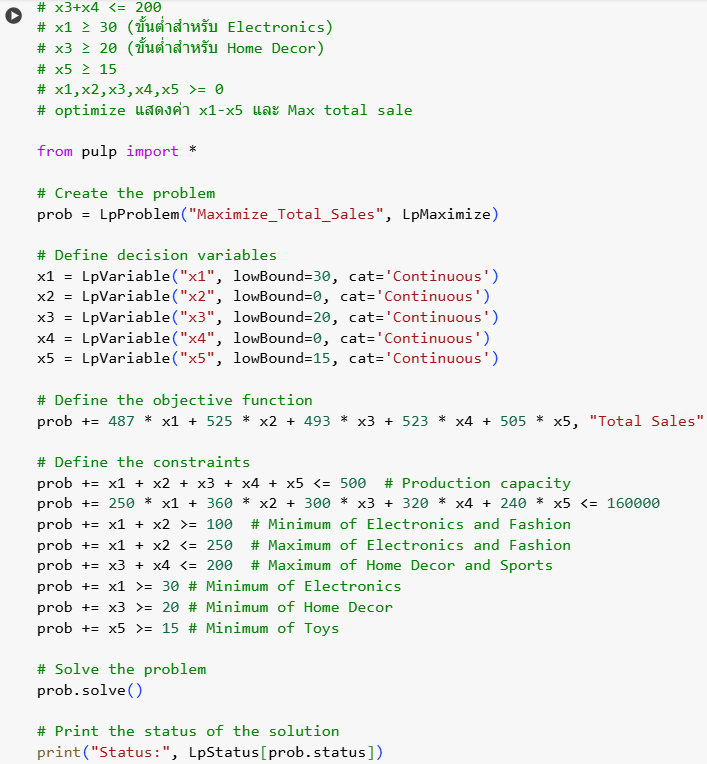 # x3+x4 <= 200
# x1 ≥ 30 (ขั้นต่ำสำหรับ Electronics)
# x3 ≥ 20 (ขั้นต่ำสำหรับ Home Decor)
# x5 ≥ 15
# x1,x2,x3,x4,x5 >= 0
# optimize แสดงค่า x1-x5 และ Max total sale
from pulp import *
# Create the problem
prob = LpProblem("Maximize_Total_Sales", LpMaximize)
# Define decision variables
x1 = LpVariable("x1", lowBound=30, cat='Continuous')
x2 = LpVariable("x2", lowBound=0, cat='Continuous')
x3 = LpVariable("x3", lowBound=20, cat='Continuous')
x4 = LpVariable("x4", lowBound=0, cat='Continuous')
x5 = LpVariable("x5", lowBound=15, cat='Continuous')
# Define the objective function
prob += 487 * x1 + 525 * x2 + 493 * x3 + 523 * x4 + 505 * x5, "Total Sales"
# Define the constraints
prob += x1 + x2 + x3 + x4 + x5 <= 500  # Production capacity
prob += 250 * x1 + 360 * x2 + 300 * x3 + 320 * x4 + 240 * x5 <= 160000
prob += x1 + x2 >= 100  # Minimum of Electronics and Fashion
prob += x1 + x2 <= 250  # Maximum of Electronics and Fashion
prob += x3 + x4 <= 200  # Maximum of Home Decor and Sports
prob += x1 >= 30 # Minimum of Electronics
prob += x3 >= 20 # Minimum of Home Decor
prob += x5 >= 15 # Minimum of Toys
# Solve the problem
prob.solve()
# Print the status of the solution
print("Status:", LpStatus[prob.status])